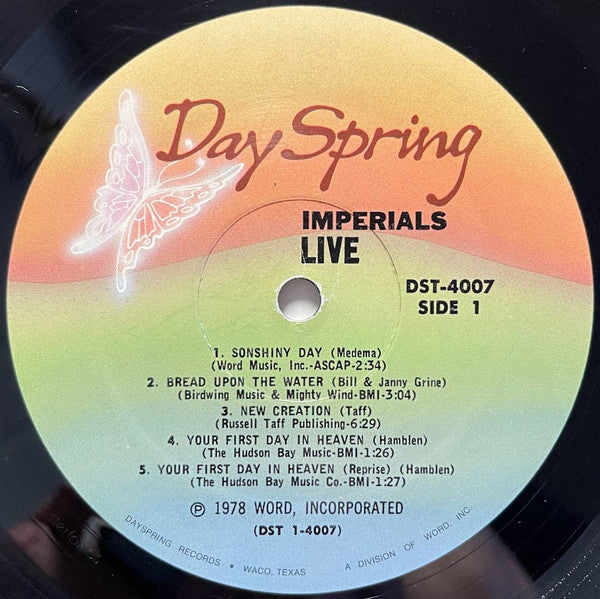 Day Spring
IMPERIALS
LIVE
DST-4007
SIDE 1
1. SONSHINY DAY (Medema)
(Word Music, Inc.-ASCAP-2:34)
2. BREAD UPON THE WATER (Bill & Janny Grine)
(Birdwing Music & Mighty Wind-BMI-3:04)
3. NEW CREATION (Taff)
(Russell Taff Publishing-6:29)
4. YOUR FIRST DAY IN HEAVEN (Hamblen)
(The Hudson Bay Music-BMI-1:26)
5. YOUR FIRST DAY IN HEAVEN (Reprise) (Hamblen)
(The Hudson Bay Music Co.-BMI-1:27)
℗ 1978 WORD, INCORPORATED
(DST 1-4007)
DAYSPRING RECORDS • WACO, TEXAS A DIVISION OF WORD, INC.